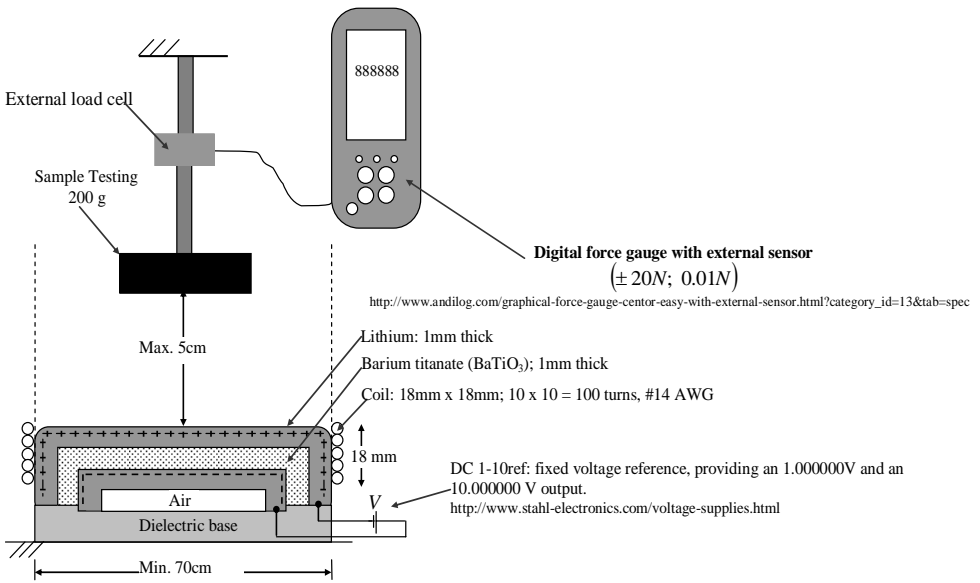 888888
External load cell
Sample Testing
200 g
Digital force gauge with external sensor
(± 20N; 0.01N)
http://www.andilog.com/graphical-force-gauge-centor-easy-with-external-sensor.html?category_id=13&tab=spec
Max. 5cm
Lithium: 1mm thick
Barium titanate (BaTiO₃); 1mm thick
Coil: 18mm x 18mm; 10 x 10 = 100 turns, #14 AWG
18 mm
DC 1-10ref: fixed voltage reference, providing an 1.000000V and an
10.000000 V output.
http://www.stahl-electronics.com/voltage-supplies.html
V
Air
Dielectric base
Min. 70cm